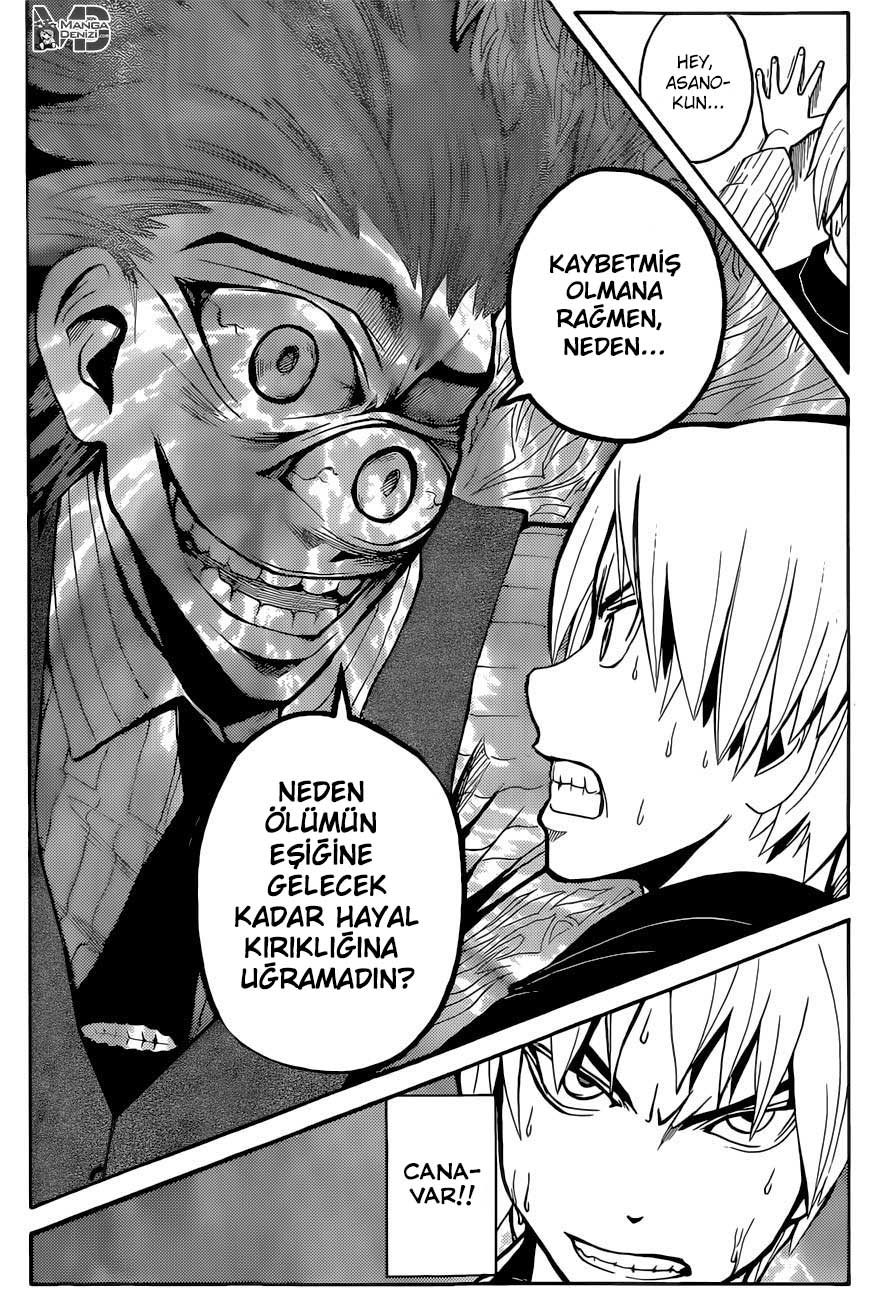 MANGA
DENİZİ
.com
HEY,
ASANO-
KUN...
KAYBETMİŞ
OLMANA
RAĞMEN,
NEDEN...
NEDEN
ÖLÜMÜN
EŞİĞİNE
GELECEK
KADAR HAYAL
KIRIKLIĞINA
UĞRAMADIN?
CANA-
VAR!!